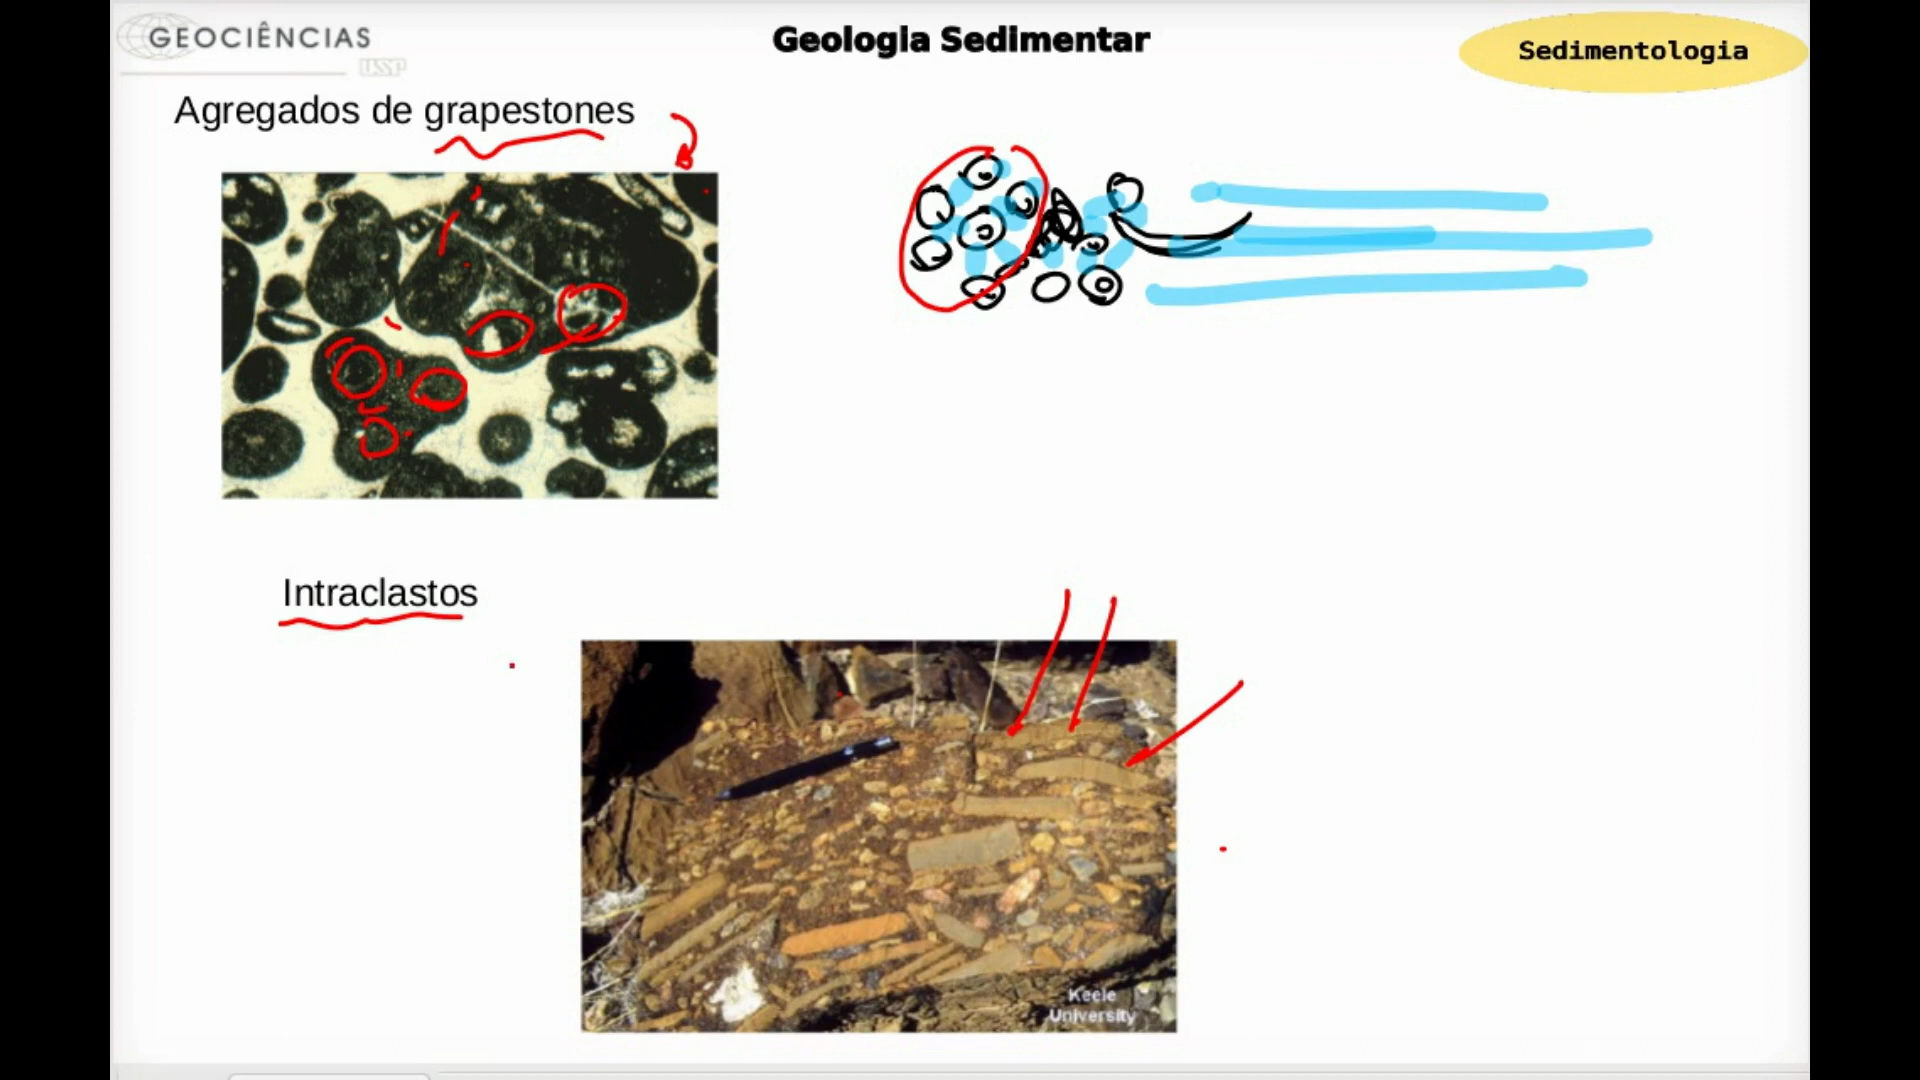 GEOCIÊNCIAS
USP
Geologia Sedimentar
Sedimentologia
Agregados de grapestones
Intraclastos
Keele
University